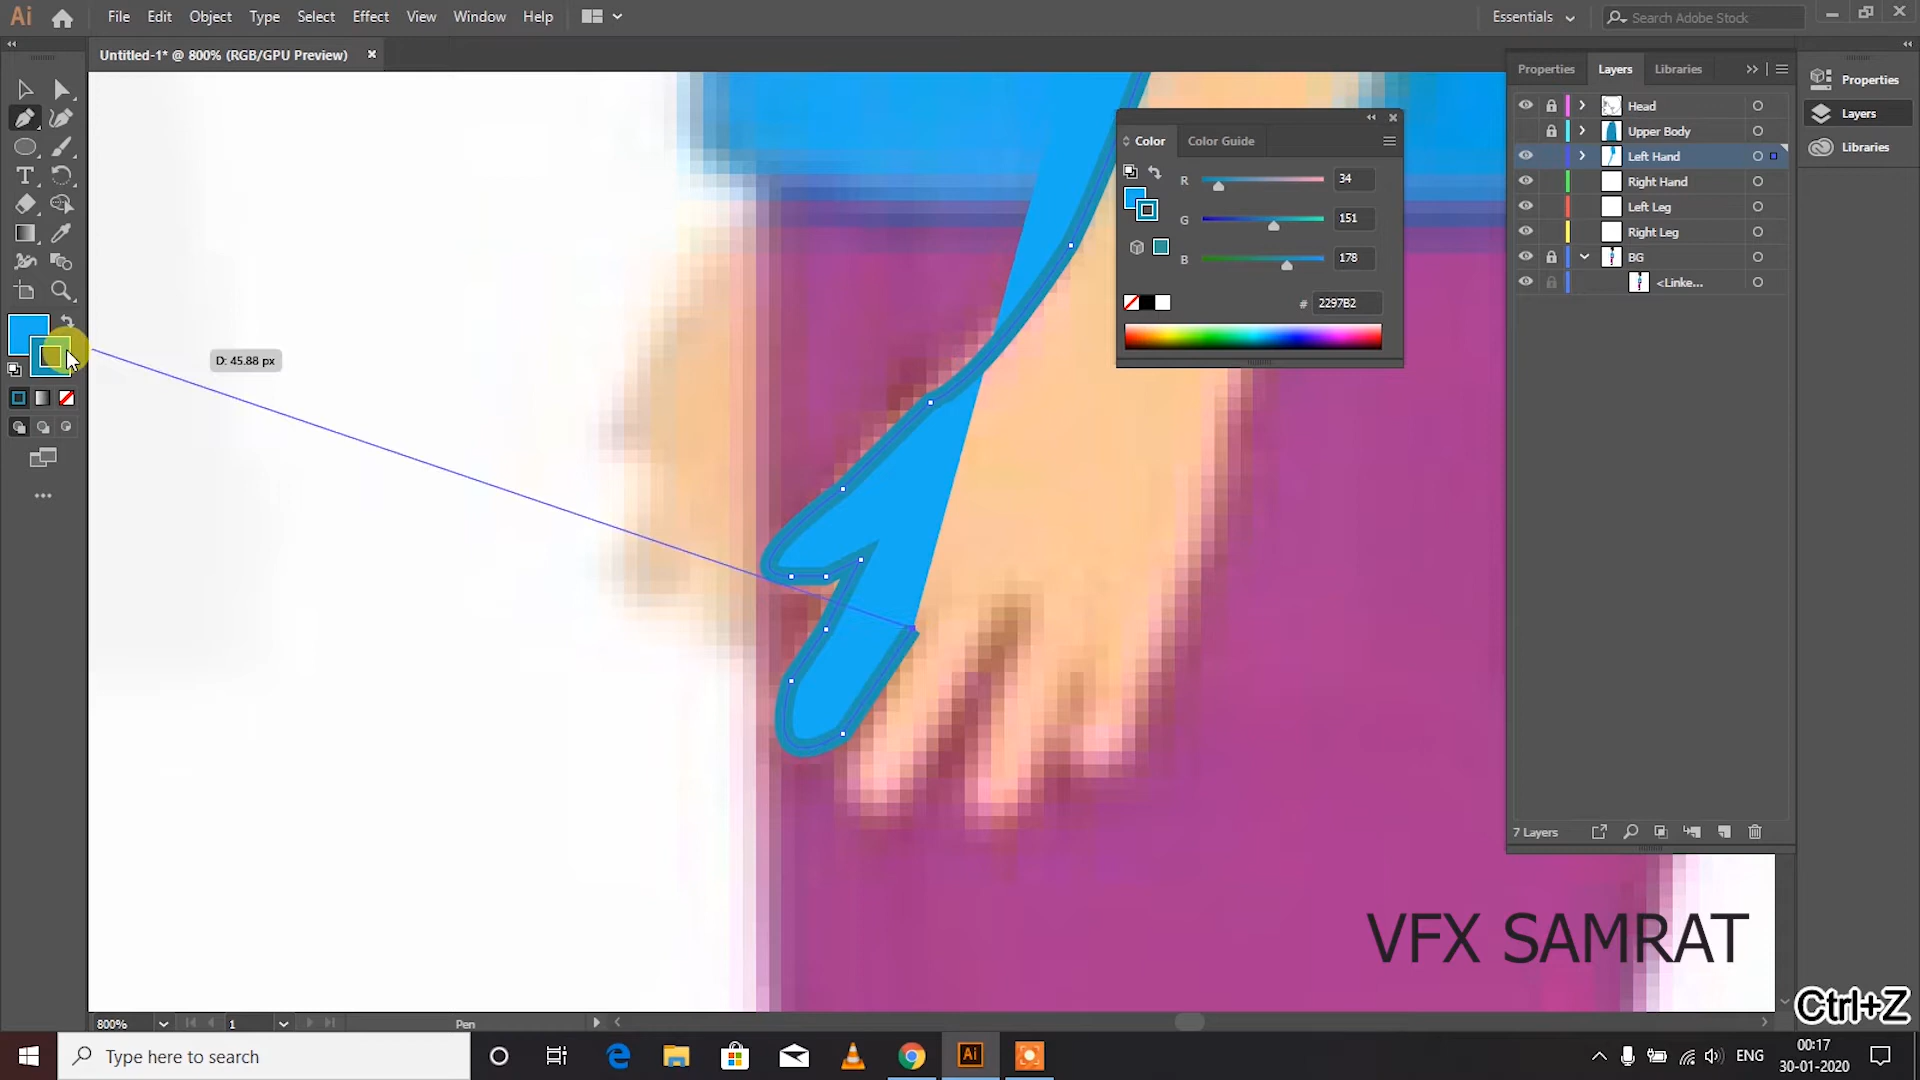 Ai File Edit Object Type Select Effect View Window Help Essentials Search Adobe Stock
Untitled-1* @ 800% (RGB/GPU Preview)
Properties Layers Libraries
Head
Upper Body
Left Hand
Right Hand
Left Leg
Right Leg
BG
<Linke...
7 Layers
Properties
Layers
Libraries
Color Color Guide
R 34
G 151
B 178
# 2297B2
D: 45.88 px
T
VFX SAMRAT
Ctrl+Z
800% 1 Pen
Type here to search
Ai
ENG
00:17
30-01-2020